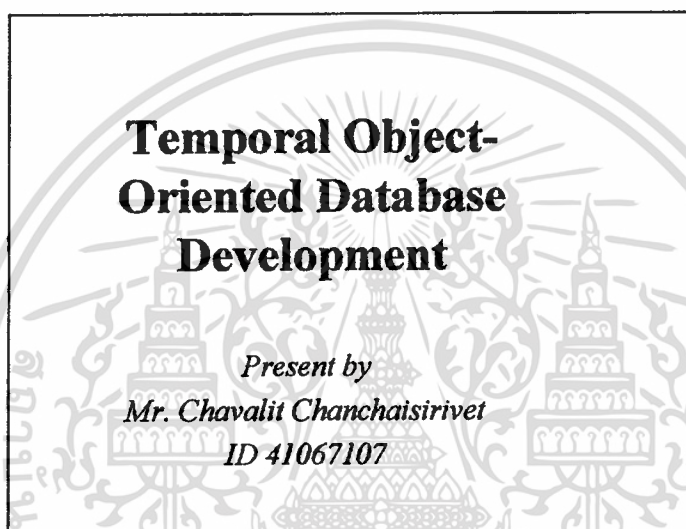 Temporal Object-
Oriented Database
Development
Present by
Mr. Chavalit Chanchaisirivet
ID 41067107